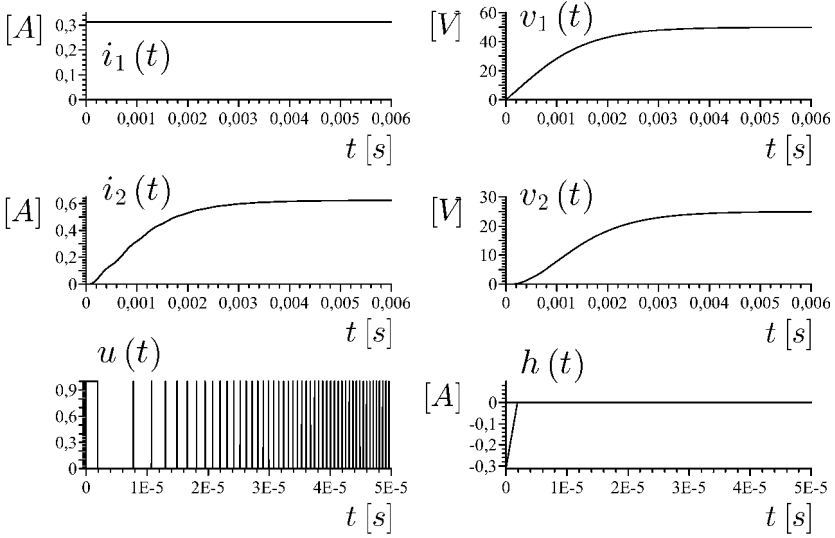 [A]
i₁(t)
0,3
0,2
0,1
0
0 0,001 0,002 0,003 0,004 0,005 0,006
t [s]
[V]
v₁(t)
60
50
40
30
20
10
0
0 0,001 0,002 0,003 0,004 0,005 0,006
t [s]
[A]
i₂(t)
0,6
0,4
0,2
0
0 0,001 0,002 0,003 0,004 0,005 0,006
t [s]
[V]
v₂(t)
30
20
10
0
0 0,001 0,002 0,003 0,004 0,005 0,006
t [s]
u(t)
0,9
0,6
0,3
0
0 1E-5 2E-5 3E-5 4E-5 5E-5
t [s]
[A]
h(t)
0
-0,1
-0,2
-0,3
0 1E-5 2E-5 3E-5 4E-5 5E-5
t [s]